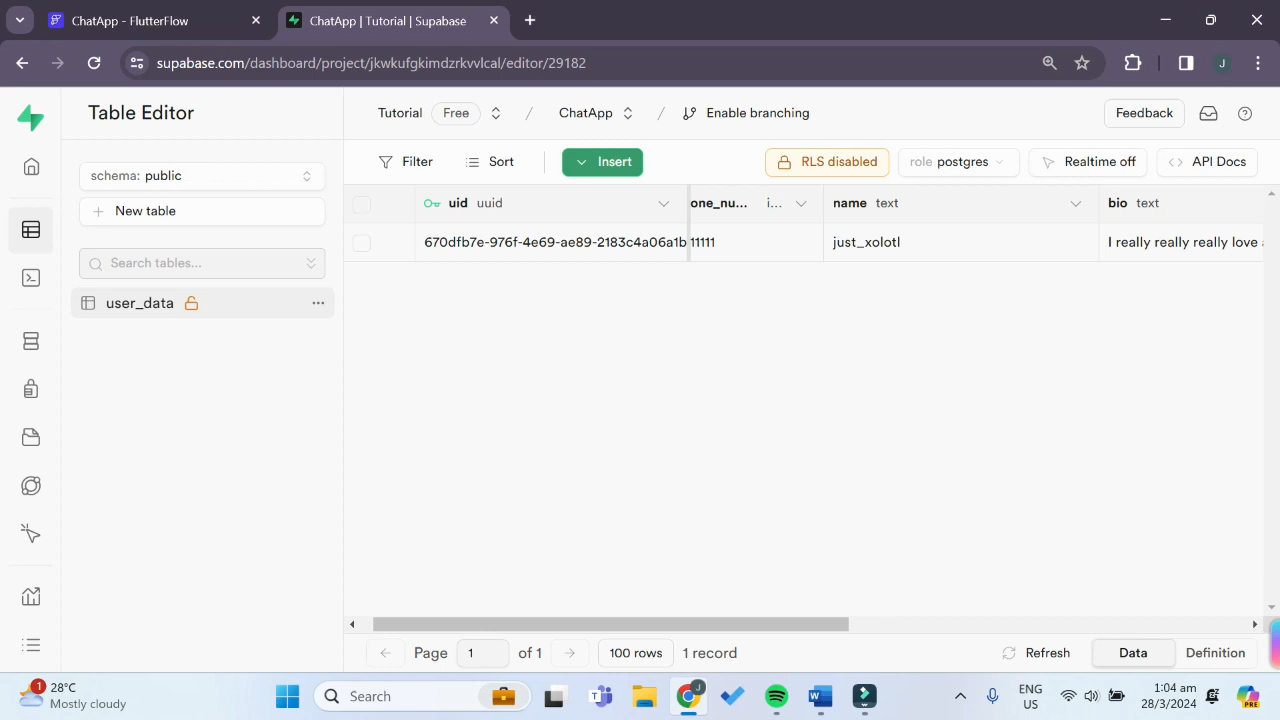 ChatApp - FlutterFlow
ChatApp | Tutorial | Supabase
supabase.com/dashboard/project/jkwkufgkimdzrkvvlcal/editor/29182
J
Table Editor
Tutorial Free / ChatApp / Enable branching
Feedback
schema: public
New table
Search tables...
user_data
Filter Sort Insert RLS disabled role postgres Realtime off API Docs
uid uuid one_nu... i... name text bio text
670dfb7e-976f-4e69-ae89-2183c4a06a1b 11111 just_xolotl I really really really love
Page 1 of 1 100 rows 1 record Refresh Data Definition
1
28°C
Mostly cloudy
Search
J
ENG
US
1:04 am
28/3/2024
PRE